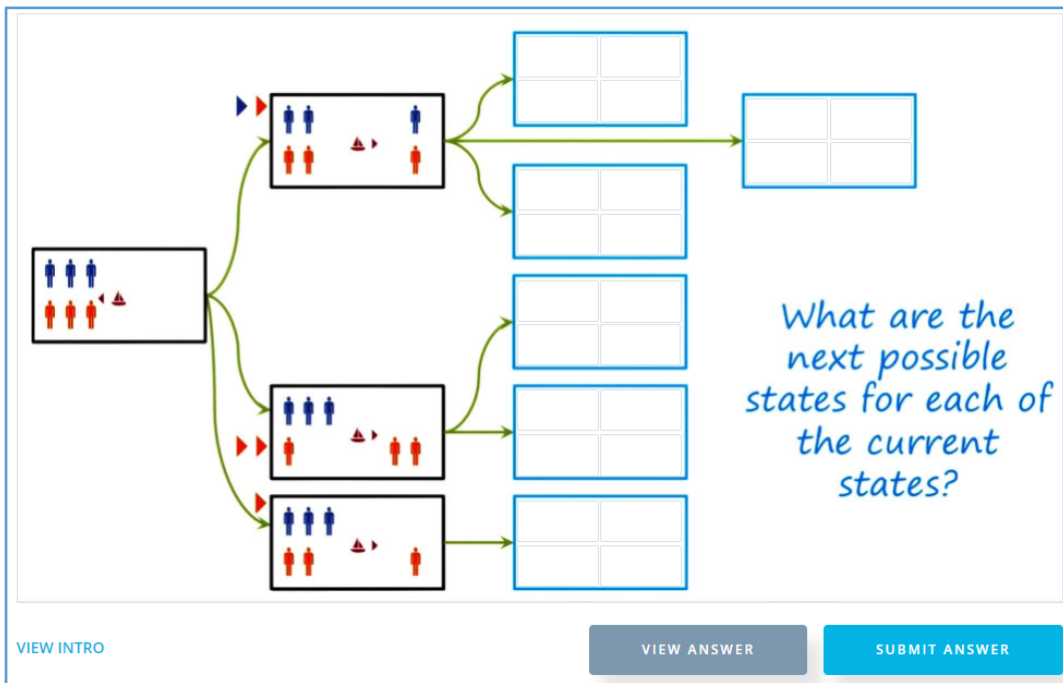 What are the
next possible
states for each of
the current
states?
VIEW INTRO
VIEW ANSWER
SUBMIT ANSWER